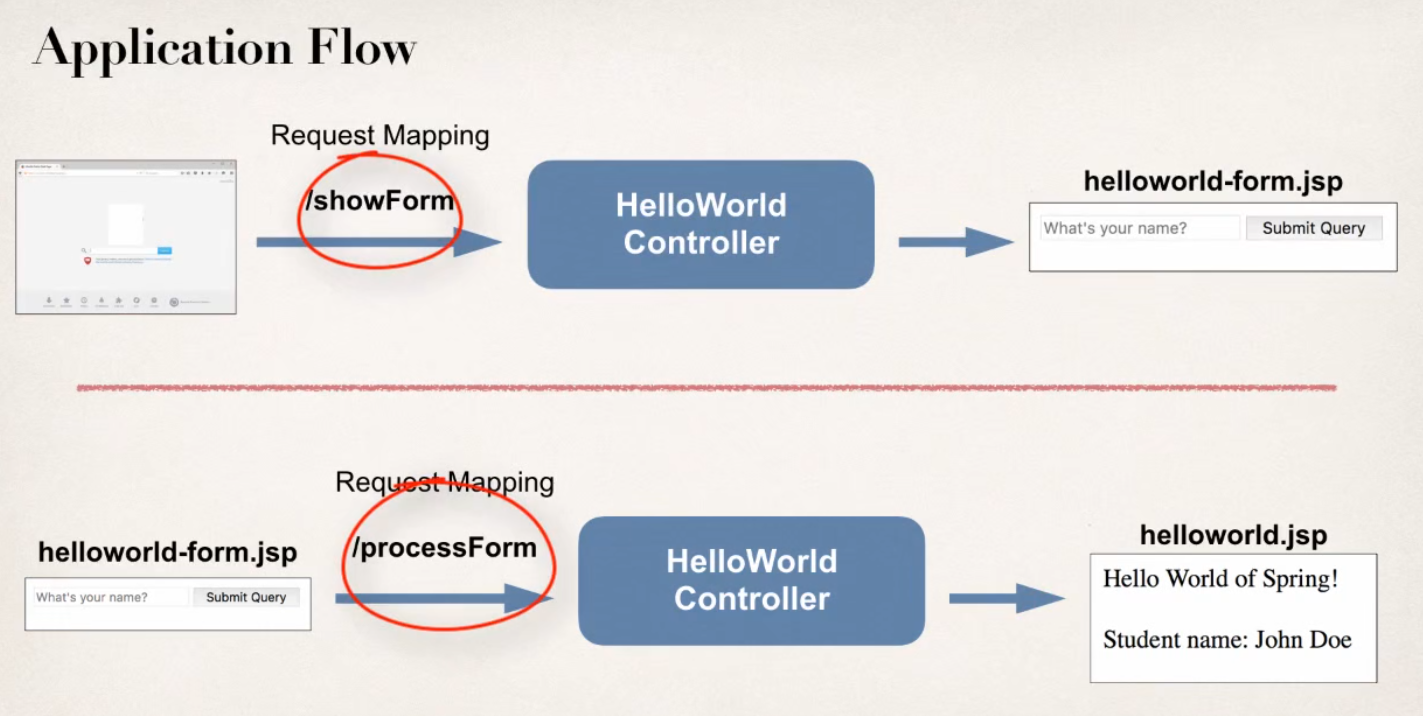 Application Flow
Request Mapping
/showForm
HelloWorld
Controller
helloworld-form.jsp
What's your name?
Submit Query
Request Mapping
/processForm
helloworld-form.jsp
What's your name?
Submit Query
HelloWorld
Controller
helloworld.jsp
Hello World of Spring!
Student name: John Doe